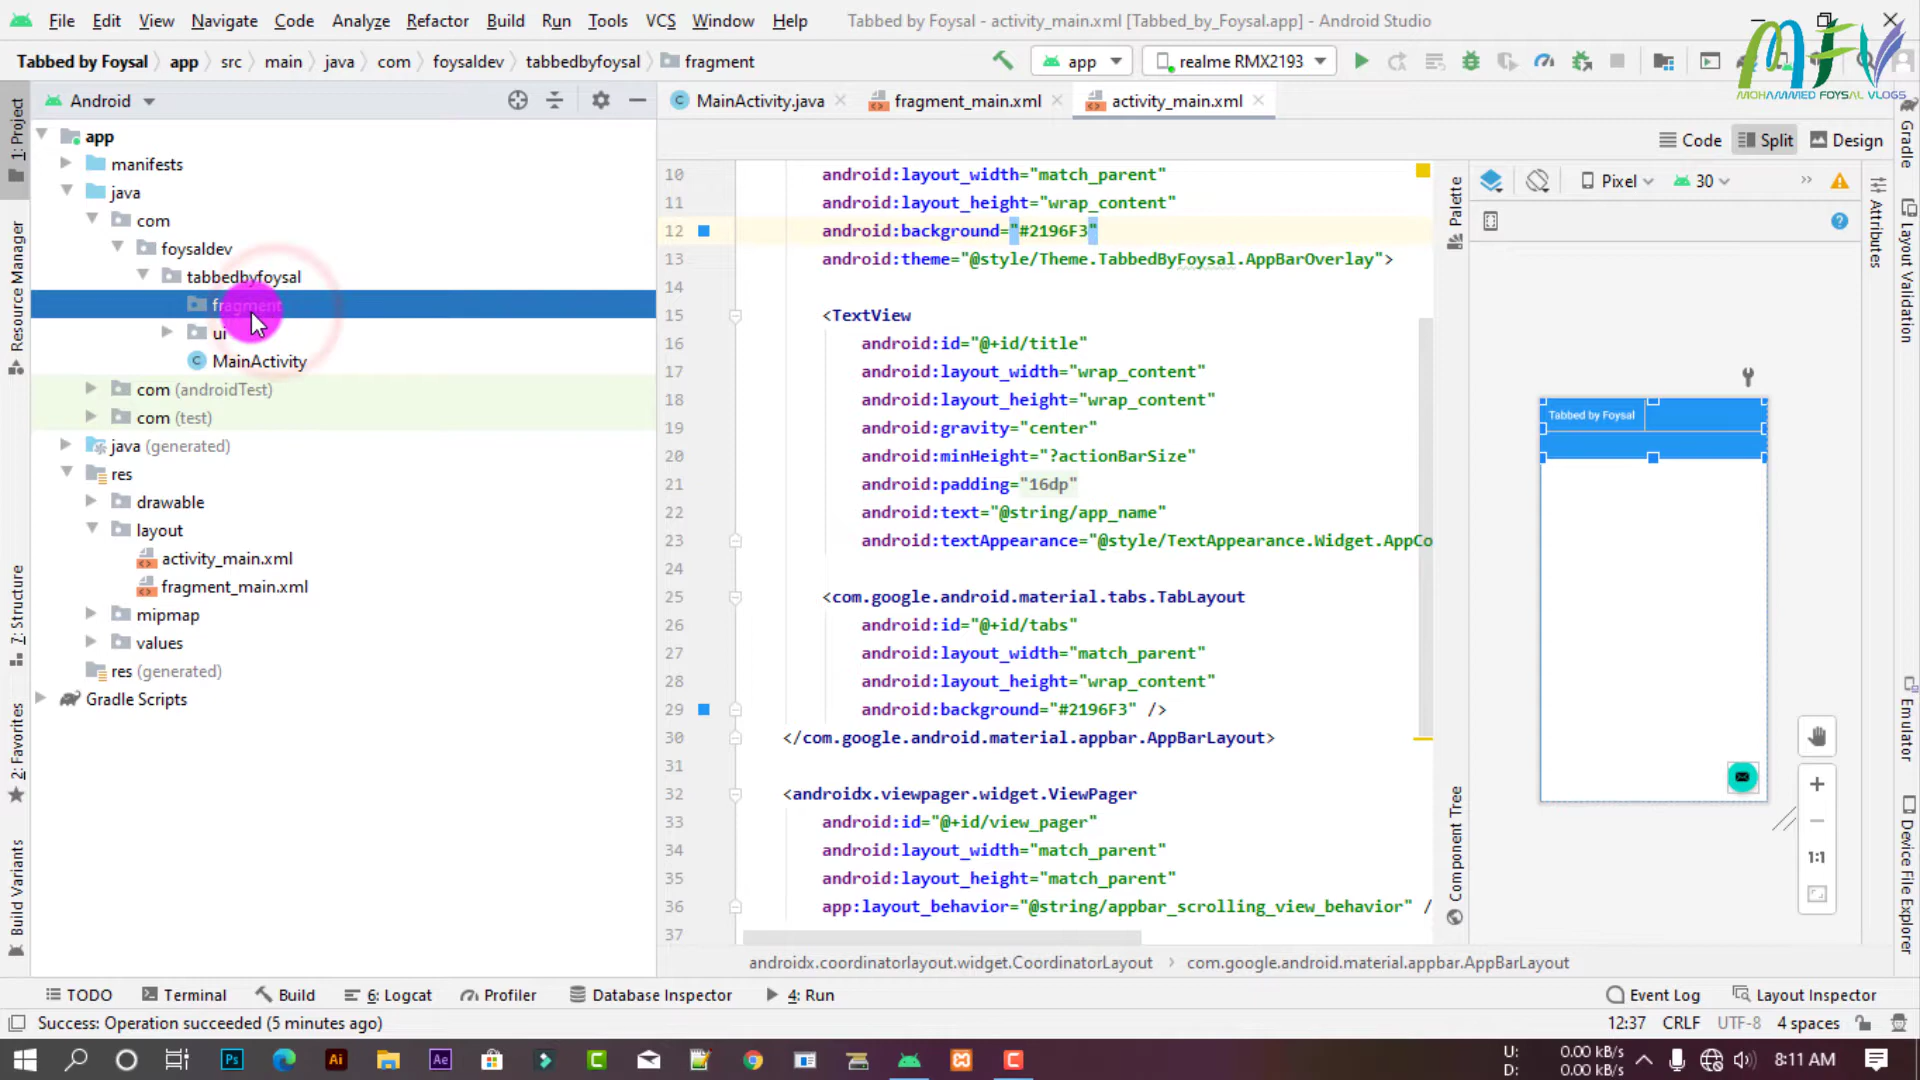 File Edit View Navigate Code Analyze Refactor Build Run Tools VCS Window Help Tabbed by Foysal - activity_main.xml [Tabbed_by_Foysal.app] - Android Studio
MFV
MOHAMMED FOYSAL VLOGS
Tabbed by Foysal > app > src > main > java > com > foysaldev > tabbedbyfoysal > fragment app realme RMX2193
Android MainActivity.java fragment_main.xml activity_main.xml
Code Split Design
Pixel 30
app
manifests
java
com
foysaldev
tabbedbyfoysal
fragment
ui
MainActivity
com (androidTest)
com (test)
java (generated)
res
drawable
layout
activity_main.xml
fragment_main.xml
mipmap
values
res (generated)
Gradle Scripts
1: Project
Resource Manager
7: Structure
2: Favorites
Build Variants
10 android:layout_width="match_parent"
11 android:layout_height="wrap_content"
12 android:background="#2196F3"
13 android:theme="@style/Theme.TabbedByFoysal.AppBarOverlay">
14
15 <TextView
16 android:id="@+id/title"
17 android:layout_width="wrap_content"
18 android:layout_height="wrap_content"
19 android:gravity="center"
20 android:minHeight="?actionBarSize"
21 android:padding="16dp"
22 android:text="@string/app_name"
23 android:textAppearance="@style/TextAppearance.Widget.AppCo
24
25 <com.google.android.material.tabs.TabLayout
26 android:id="@+id/tabs"
27 android:layout_width="match_parent"
28 android:layout_height="wrap_content"
29 android:background="#2196F3" />
30 </com.google.android.material.appbar.AppBarLayout>
31
32 <androidx.viewpager.widget.ViewPager
33 android:id="@+id/view_pager"
34 android:layout_width="match_parent"
35 android:layout_height="match_parent"
36 app:layout_behavior="@string/appbar_scrolling_view_behavior" /
37
Palette
Component Tree
Tabbed by Foysal
1:1
Attributes
Gradle
Layout Validation
Emulator
Device File Explorer
androidx.coordinatorlayout.widget.CoordinatorLayout > com.google.android.material.appbar.AppBarLayout
TODO Terminal Build 6: Logcat Profiler Database Inspector 4: Run Event Log Layout Inspector
Success: Operation succeeded (5 minutes ago) 12:37 CRLF UTF-8 4 spaces
Ps Ai Ae C C
U: 0.00 kB/s
D: 0.00 kB/s
8:11 AM